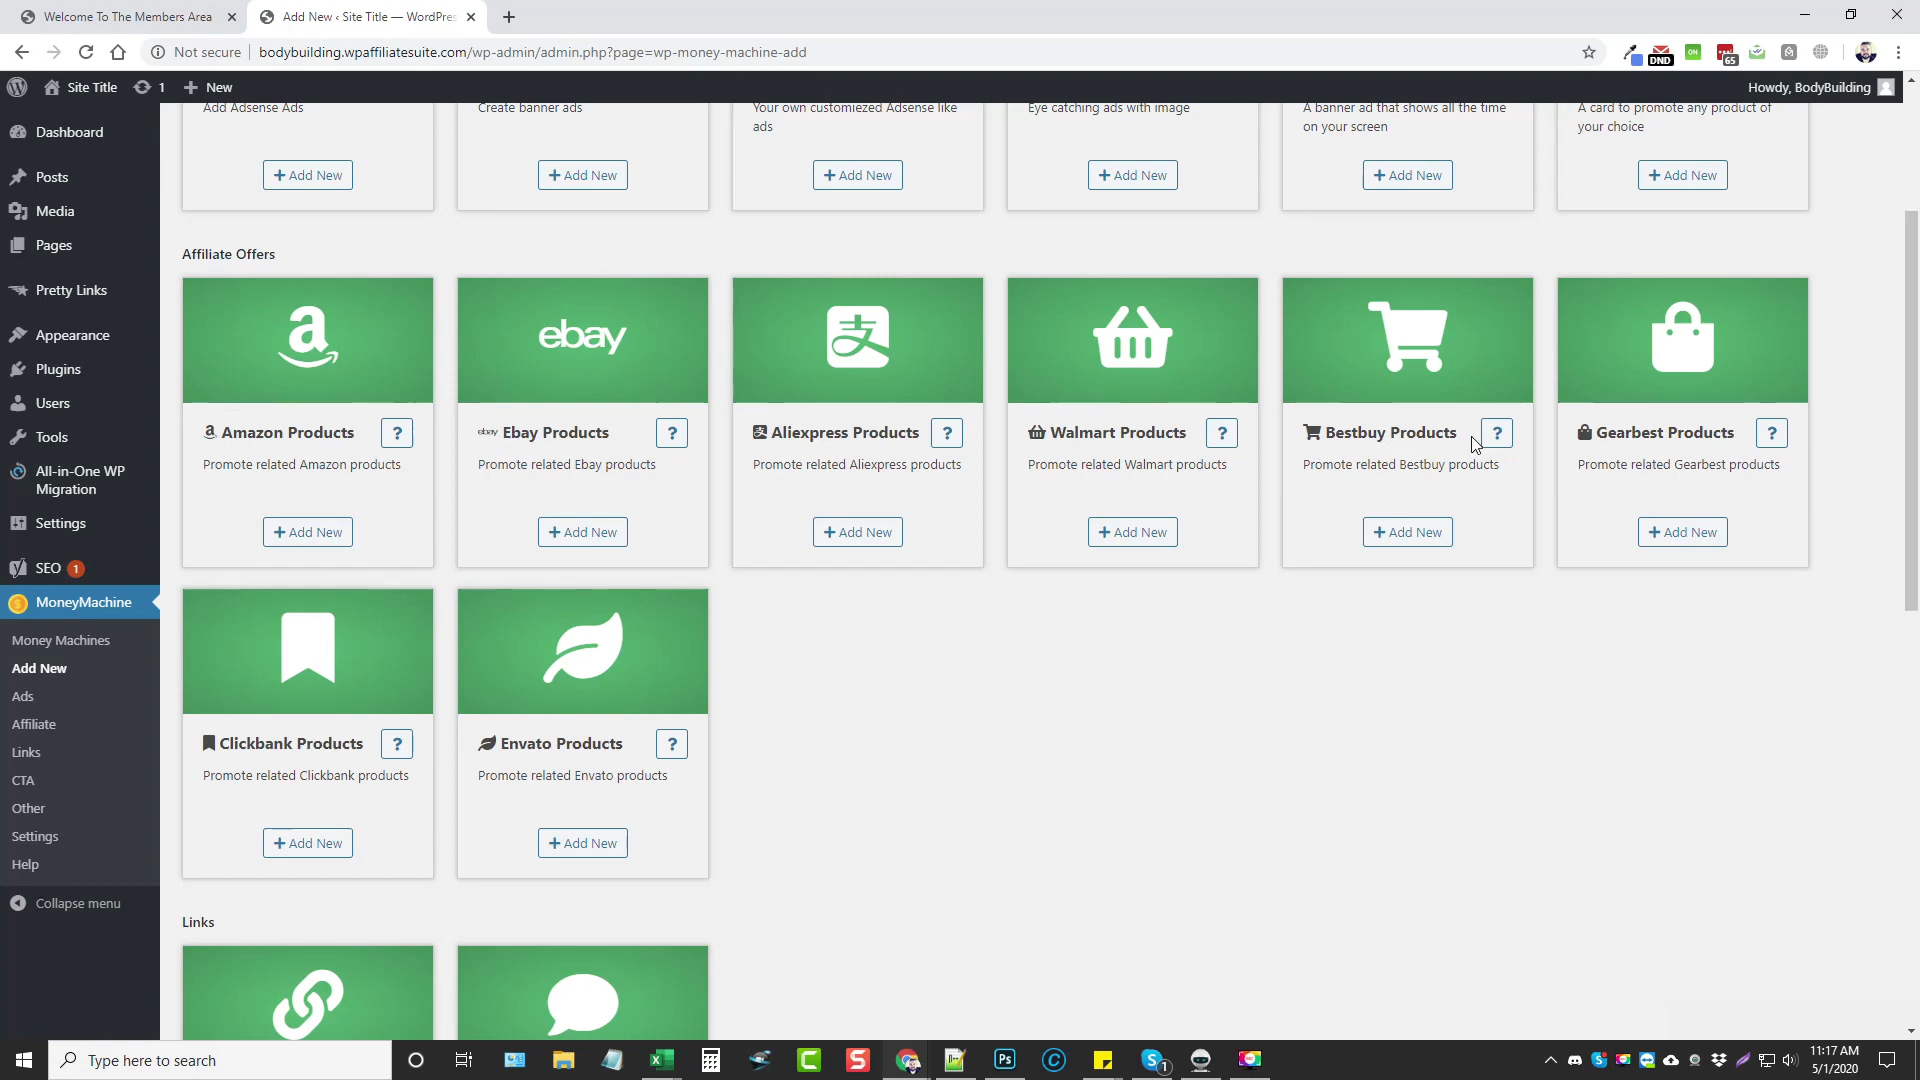 Welcome To The Members Area
Add New ‹ Site Title — WordPres
Not secure
bodybuilding.wpaffiliatesuite.com/wp-admin/admin.php?page=wp-money-machine-add
DND
ON
65
Site Title
1
New
Howdy, BodyBuilding
Dashboard
Posts
Media
Pages
Pretty Links
Appearance
Plugins
Users
Tools
All-in-One WP
Migration
Settings
SEO 1
MoneyMachine
Money Machines
Add New
Ads
Affiliate
Links
CTA
Other
Settings
Help
Collapse menu
Add Adsense Ads
Create banner ads
Your own customiezed Adsense like
ads
Eye catching ads with image
A banner ad that shows all the time
on your screen
A card to promote any product of
your choice
Add New
Add New
Add New
Add New
Add New
Add New
Affiliate Offers
ebay
Amazon Products ?
Promote related Amazon products
Add New
ebay Ebay Products ?
Promote related Ebay products
Add New
支 Aliexpress Products ?
Promote related Aliexpress products
Add New
Walmart Products ?
Promote related Walmart products
Add New
Bestbuy Products ?
Promote related Bestbuy products
Add New
Gearbest Products ?
Promote related Gearbest products
Add New
Clickbank Products ?
Promote related Clickbank products
Add New
Envato Products ?
Promote related Envato products
Add New
Links
Type here to search
Ps
1
11:17 AM
5/1/2020